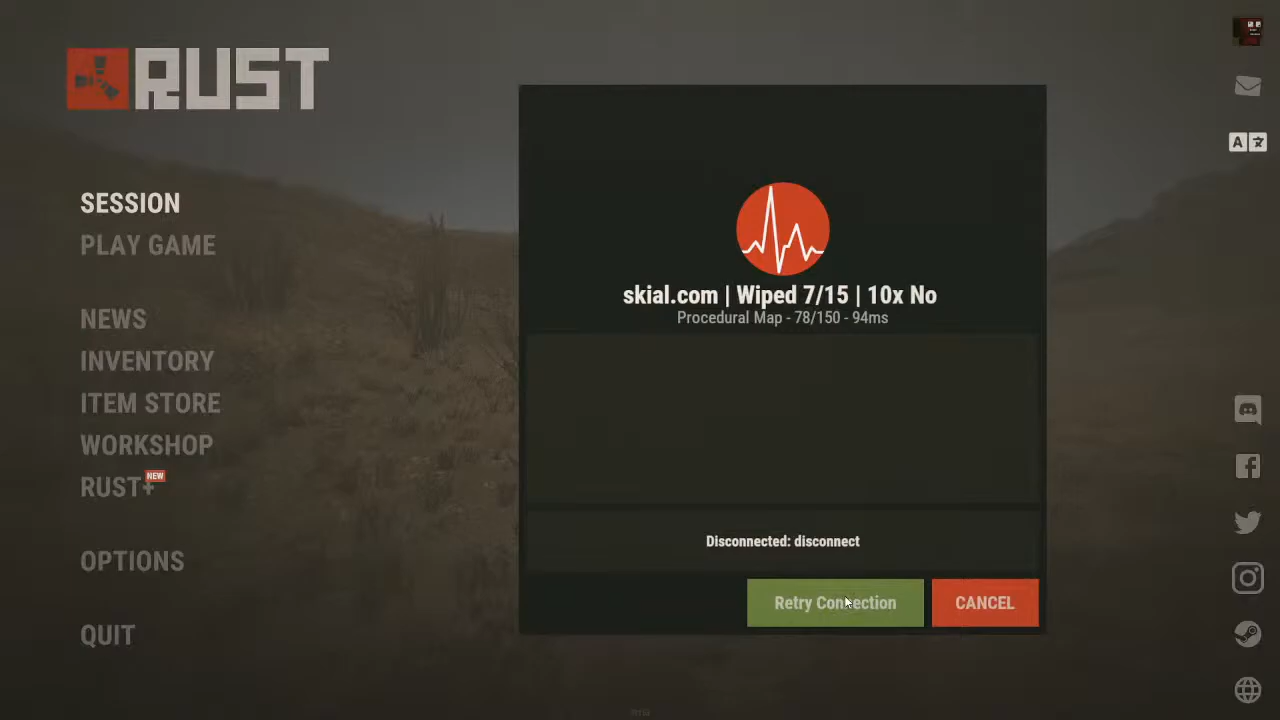 RUST
SESSION
PLAY GAME
NEWS
INVENTORY
ITEM STORE
WORKSHOP
NEW
RUST+
OPTIONS
QUIT
skial.com | Wiped 7/15 | 10x No
Procedural Map - 78/150 - 94ms
Disconnected: disconnect
Retry Connection
CANCEL
A 文